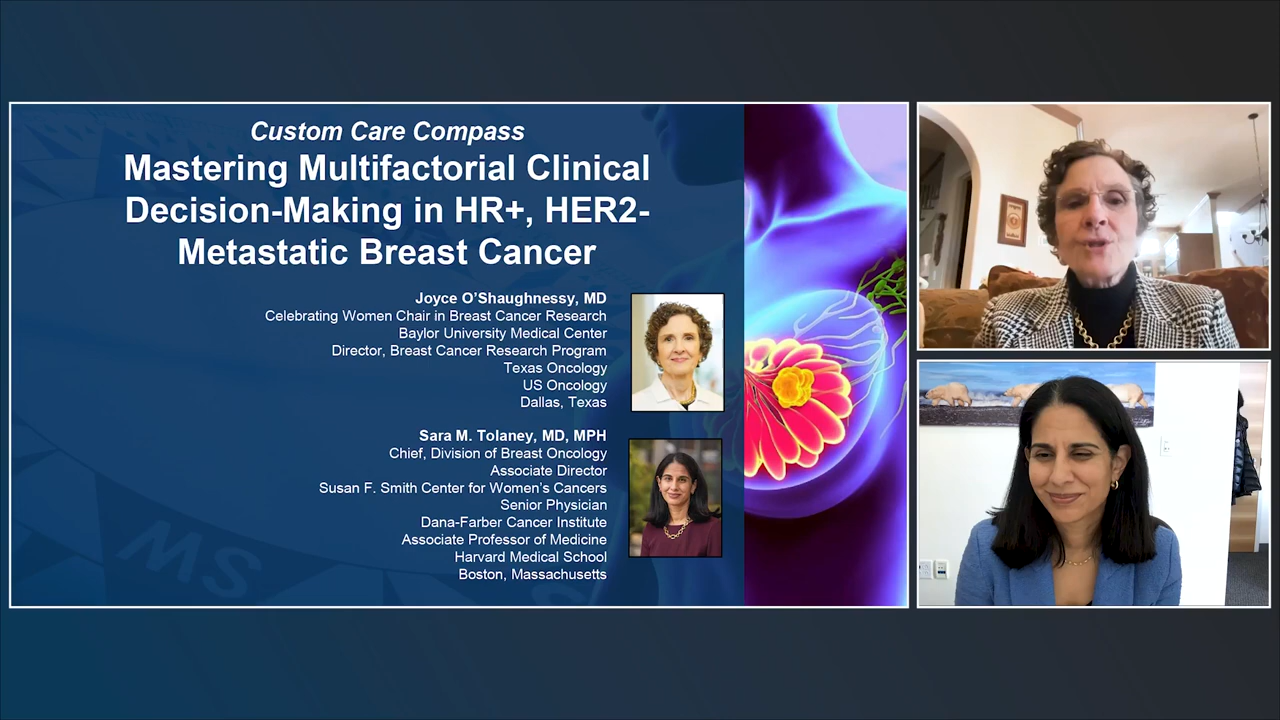 Custom Care Compass
Mastering Multifactorial Clinical
Decision-Making in HR+, HER2-
Metastatic Breast Cancer
Joyce O'Shaughnessy, MD
Celebrating Women Chair in Breast Cancer Research
Baylor University Medical Center
Director, Breast Cancer Research Program
Texas Oncology
US Oncology
Dallas, Texas
Sara M. Tolaney, MD, MPH
Chief, Division of Breast Oncology
Associate Director
Susan F. Smith Center for Women's Cancers
Senior Physician
Dana-Farber Cancer Institute
Associate Professor of Medicine
Harvard Medical School
Boston, Massachusetts